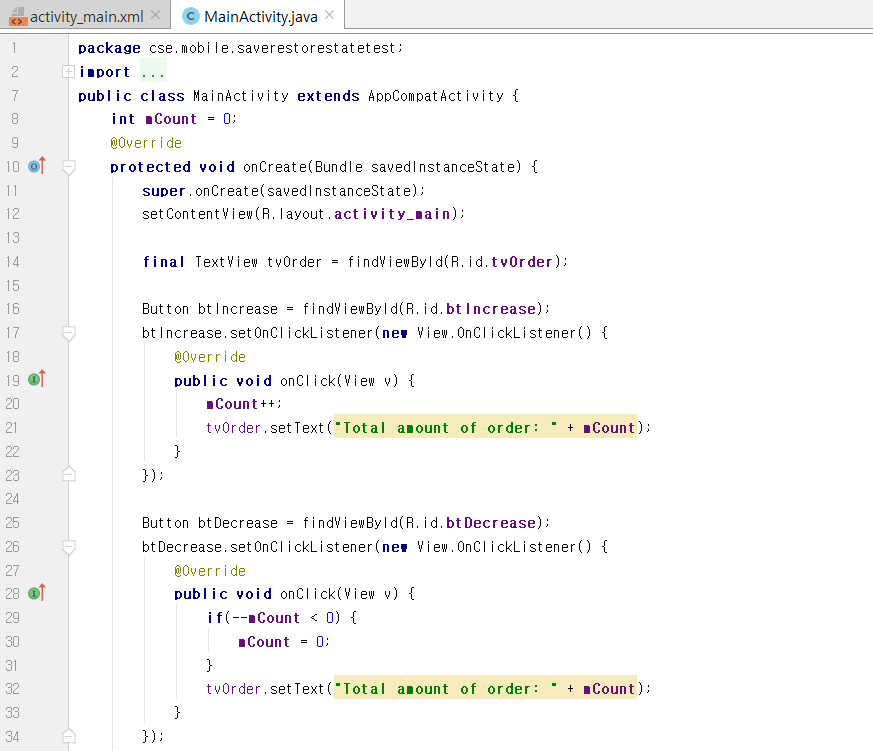 activity_main.xml × MainActivity.java ×
1 package cse.mobile.saverestorestatetest;
2 import ...
7 public class MainActivity extends AppCompatActivity {
8 int mCount = 0;
9 @Override
10 protected void onCreate(Bundle savedInstanceState) {
11 super.onCreate(savedInstanceState);
12 setContentView(R.layout.activity_main);
13
14 final TextView tvOrder = findViewById(R.id.tvOrder);
15
16 Button btIncrease = findViewById(R.id.btIncrease);
17 btIncrease.setOnClickListener(new View.OnClickListener() {
18 @Override
19 public void onClick(View v) {
20 mCount++;
21 tvOrder.setText("Total amount of order: " + mCount);
22 }
23 });
24
25 Button btDecrease = findViewById(R.id.btDecrease);
26 btDecrease.setOnClickListener(new View.OnClickListener() {
27 @Override
28 public void onClick(View v) {
29 if(--mCount < 0) {
30 mCount = 0;
31 }
32 tvOrder.setText("Total amount of order: " + mCount);
33 }
34 });